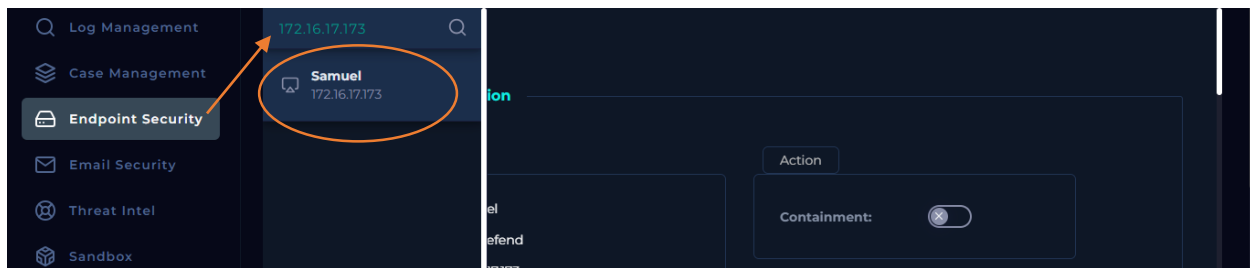 Log Management
Case Management
Endpoint Security
Email Security
Threat Intel
Sandbox
172.16.17.173
Samuel
172.16.17.173
ion
el
efend
Action
Containment: